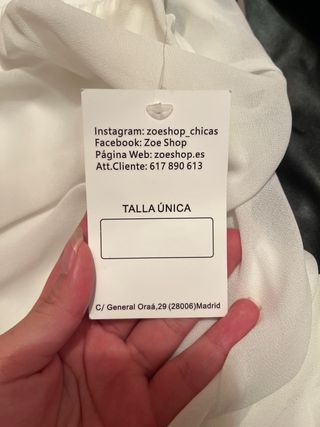 Instagram: zoeshop_chicas
Facebook: Zoe Shop
Página Web: zoeshop.es
Att.Cliente: 617 890 613
TALLA ÚNICA
C/ General Oraá,29 (28006)Madrid